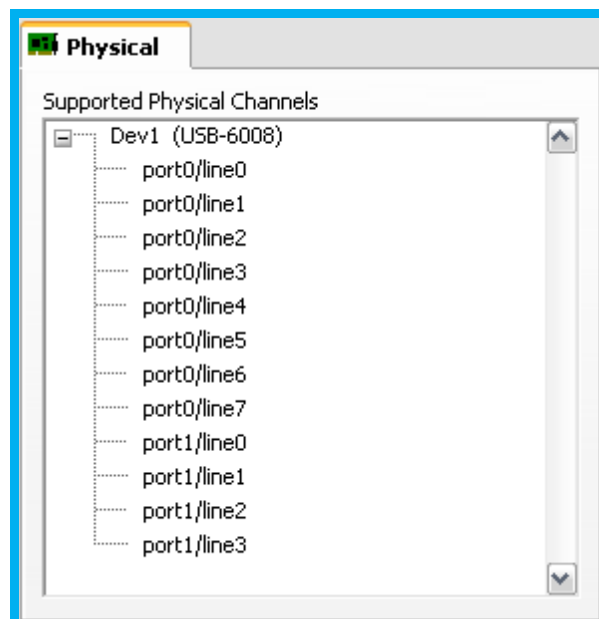 Physical
Supported Physical Channels
Dev1 (USB-6008)
port0/line0
port0/line1
port0/line2
port0/line3
port0/line4
port0/line5
port0/line6
port0/line7
port1/line0
port1/line1
port1/line2
port1/line3